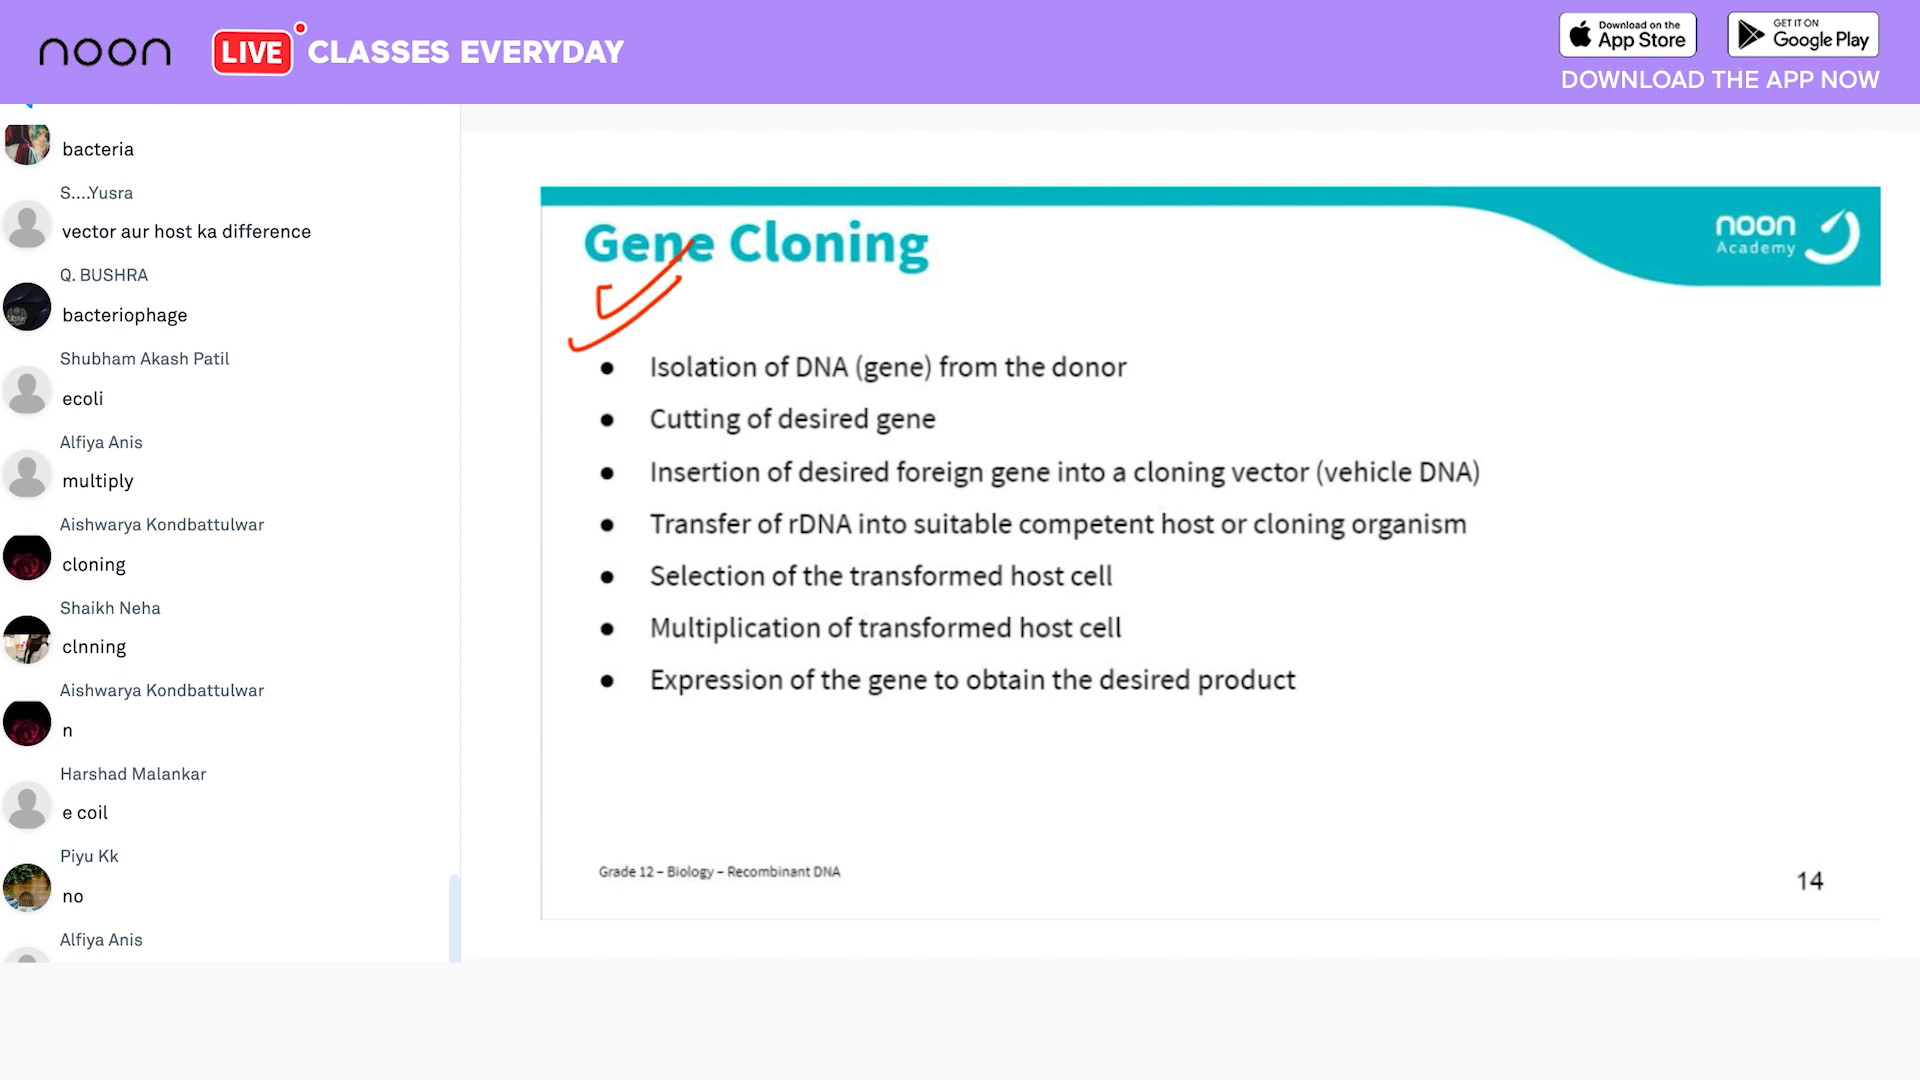 noon LIVE CLASSES EVERYDAY
Download on the App Store
GET IT ON Google Play
DOWNLOAD THE APP NOW
bacteria
S....Yusra
vector aur host ka difference
Q. BUSHRA
bacteriophage
Shubham Akash Patil
ecoli
Alfiya Anis
multiply
Aishwarya Kondbattulwar
cloning
Shaikh Neha
clnning
Aishwarya Kondbattulwar
n
Harshad Malankar
e coil
Piyu Kk
no
Alfiya Anis
Gene Cloning
noon
Academy
● Isolation of DNA (gene) from the donor
● Cutting of desired gene
● Insertion of desired foreign gene into a cloning vector (vehicle DNA)
● Transfer of rDNA into suitable competent host or cloning organism
● Selection of the transformed host cell
● Multiplication of transformed host cell
● Expression of the gene to obtain the desired product
Grade 12 – Biology – Recombinant DNA
14